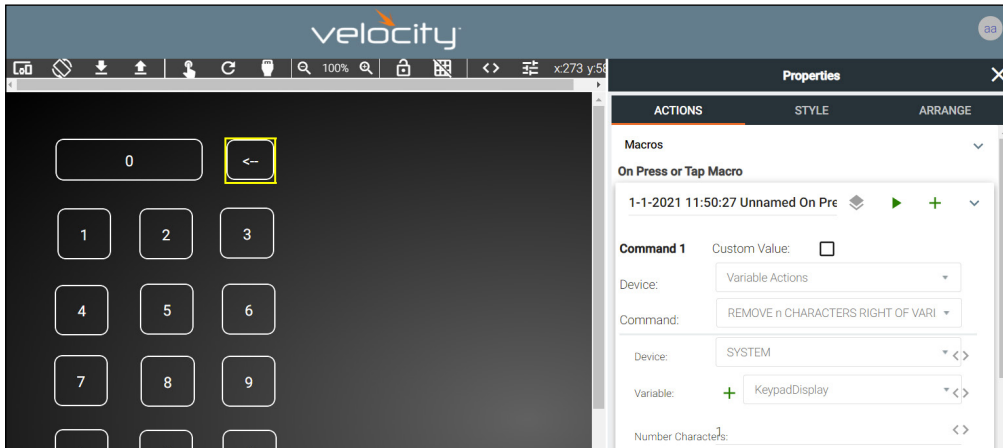 velocity
aa
100%
x:273 y:58
Properties
ACTIONS STYLE ARRANGE
Macros
On Press or Tap Macro
1-1-2021 11:50:27 Unnamed On Pre
Command 1 Custom Value:
Device: Variable Actions
Command: REMOVE n CHARACTERS RIGHT OF VARI
Device: SYSTEM
Variable: + KeypadDisplay
Number Characters: 1
0 <--
1 2 3
4 5 6
7 8 9